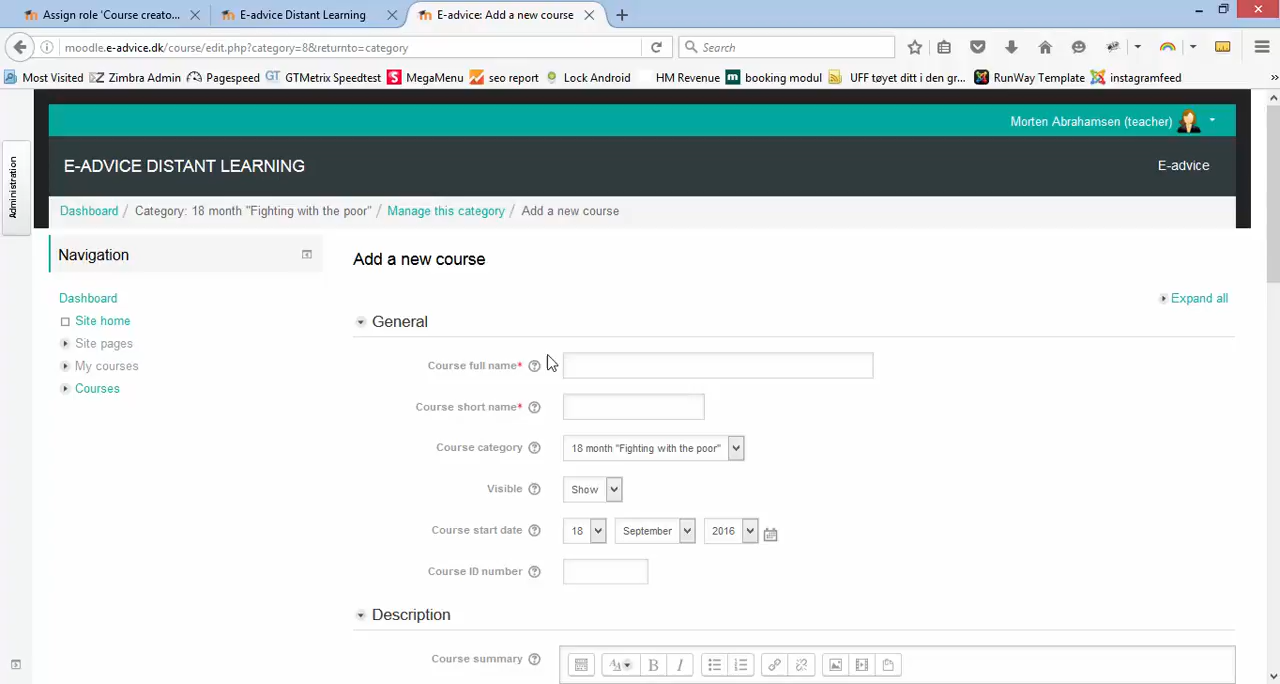 Assign role 'Course creato...
E-advice Distant Learning
E-advice: Add a new course
moodle.e-advice.dk/course/edit.php?category=8&returnto=category
Search
Most Visited
Zimbra Admin
Pagespeed
GT GTMetrix Speedtest
S MegaMenu
seo report
Lock Android
HM Revenue
m booking modul
UFF tøyet ditt i den gr...
RunWay Template
instagramfeed
Administration
Morten Abrahamsen (teacher)
E-ADVICE DISTANT LEARNING
E-advice
Dashboard / Category: 18 month "Fighting with the poor" / Manage this category / Add a new course
Navigation
Dashboard
Site home
Site pages
My courses
Courses
Add a new course
Expand all
General
Course full name*
Course short name*
Course category 18 month "Fighting with the poor"
Visible Show
Course start date 18 September 2016
Course ID number
Description
Course summary